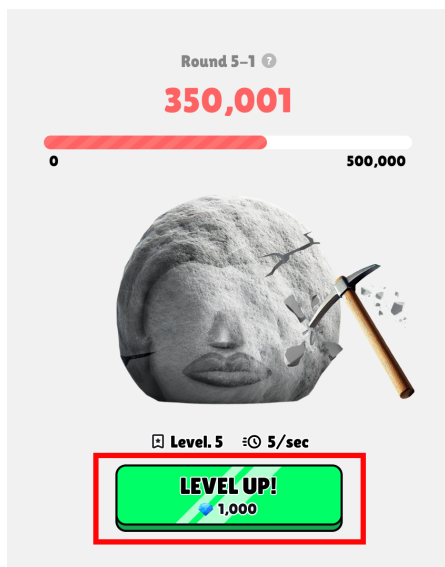 Round 5-1 ?
350,001
0 500,000
Level. 5 5/sec
LEVEL UP!
1,000